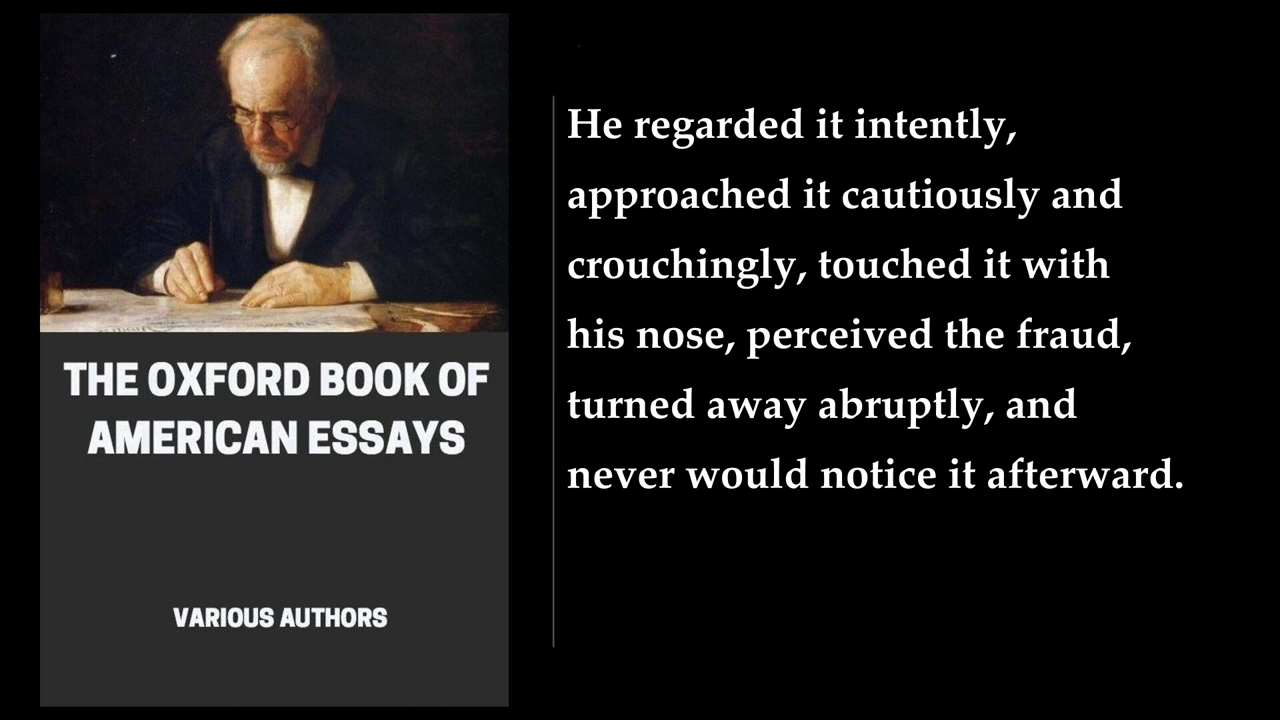 THE OXFORD BOOK OF
AMERICAN ESSAYS
VARIOUS AUTHORS
He regarded it intently,
approached it cautiously and
crouchingly, touched it with
his nose, perceived the fraud,
turned away abruptly, and
never would notice it afterward.